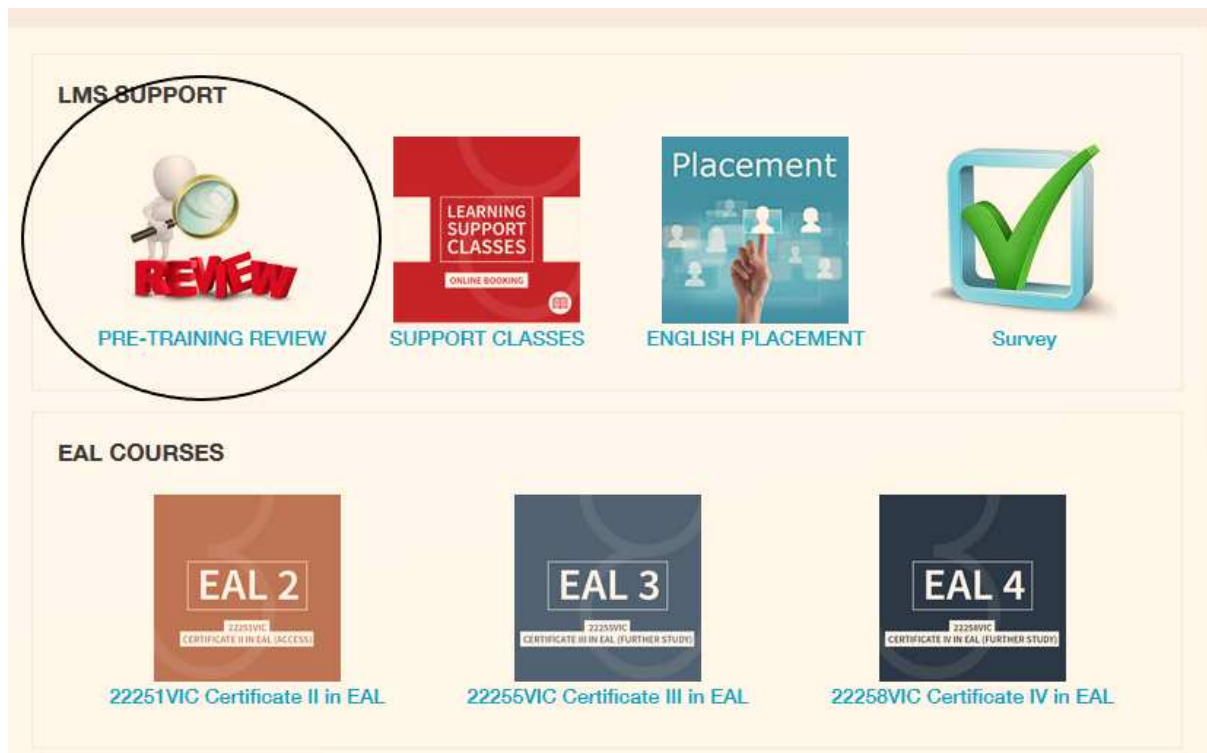 LMS SUPPORT
REVIEW
PRE-TRAINING REVIEW
LEARNING
SUPPORT
CLASSES
ONLINE BOOKING
SUPPORT CLASSES
Placement
ENGLISH PLACEMENT
Survey
EAL COURSES
EAL 2
22251VIC
CERTIFICATE II IN EAL (ACCESS)
22251VIC Certificate II in EAL
EAL 3
22255VIC
CERTIFICATE III IN EAL (FURTHER STUDY)
22255VIC Certificate III in EAL
EAL 4
22258VIC
CERTIFICATE IV IN EAL (FURTHER STUDY)
22258VIC Certificate IV in EAL